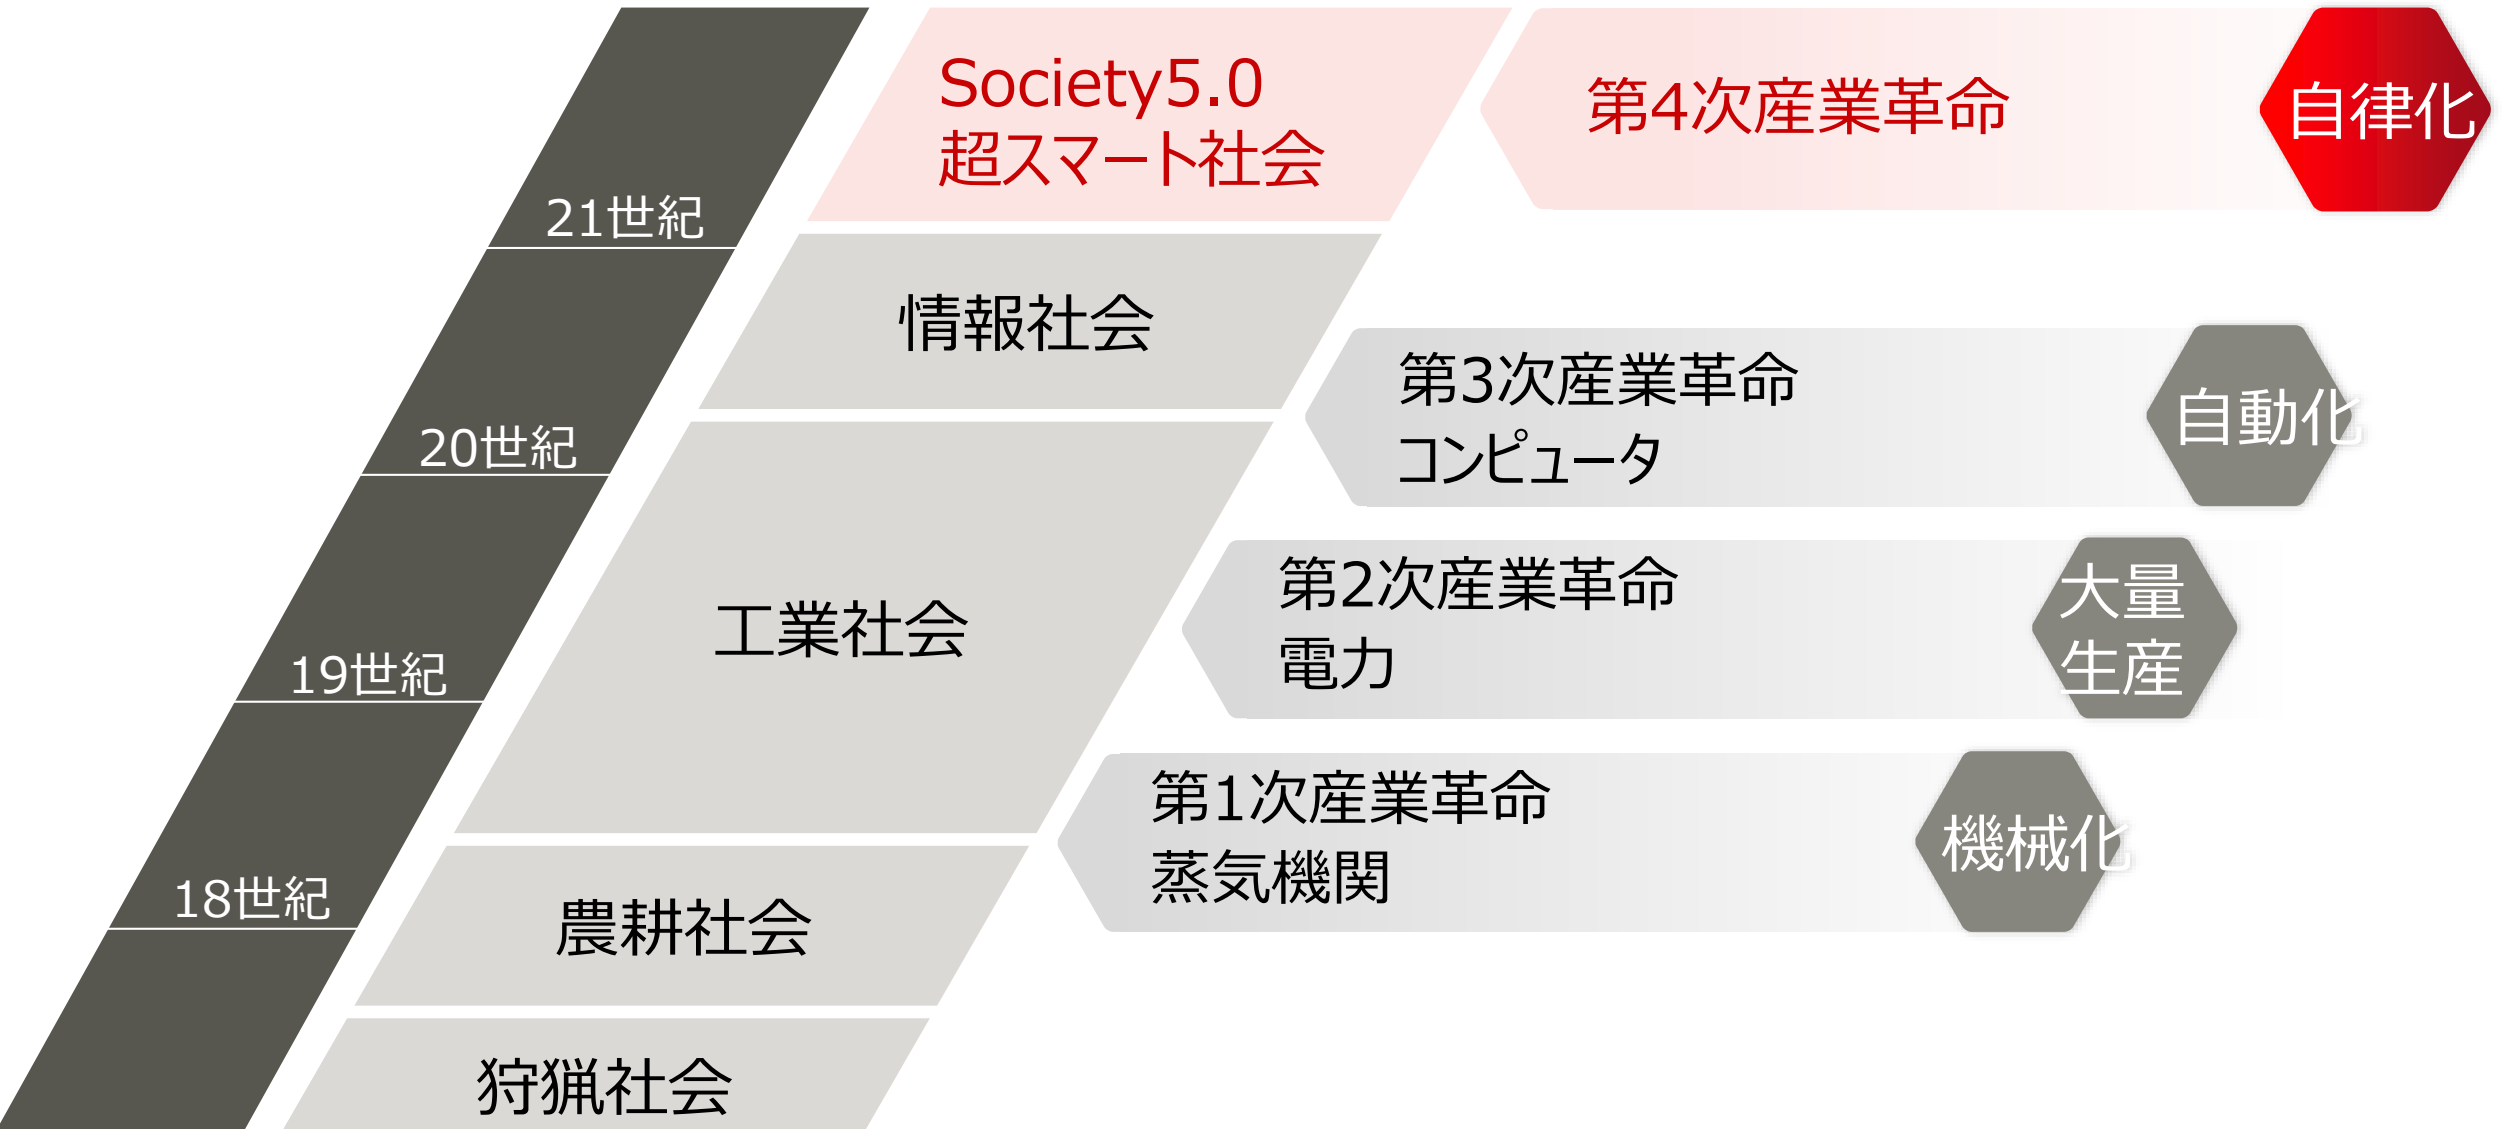 Society5.0
超スマート社会
第4次産業革命
自律化
21世紀
情報社会
第3次産業革命
コンピュータ
自動化
20世紀
第2次産業革命
電力
大量
生産
工業社会
19世紀
第1次産業革命
蒸気機関
機械化
18世紀
農耕社会
狩猟社会